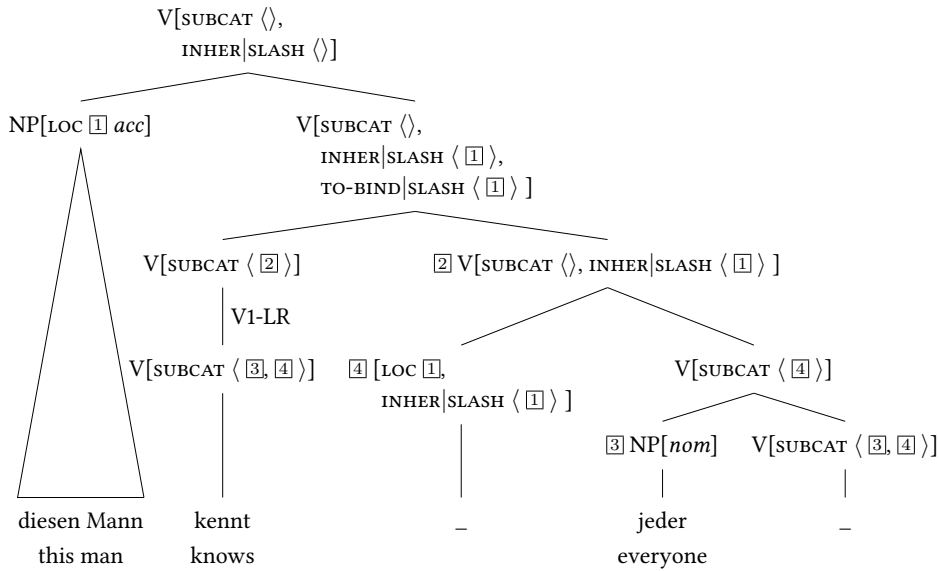 V[SUBCAT ⟨⟩,
INHER|SLASH ⟨⟩]
NP[LOC 1 acc]
V[SUBCAT ⟨⟩,
INHER|SLASH ⟨ 1 ⟩,
TO-BIND|SLASH ⟨ 1 ⟩ ]
V[SUBCAT ⟨ 2 ⟩]
2 V[SUBCAT ⟨⟩, INHER|SLASH ⟨ 1 ⟩ ]
V1-LR
V[SUBCAT ⟨ 3, 4 ⟩]
4 [LOC 1,
INHER|SLASH ⟨ 1 ⟩ ]
V[SUBCAT ⟨ 4 ⟩]
3 NP[nom]
V[SUBCAT ⟨ 3, 4 ⟩]
diesen Mann
this man
kennt
knows
_
jeder
everyone
_